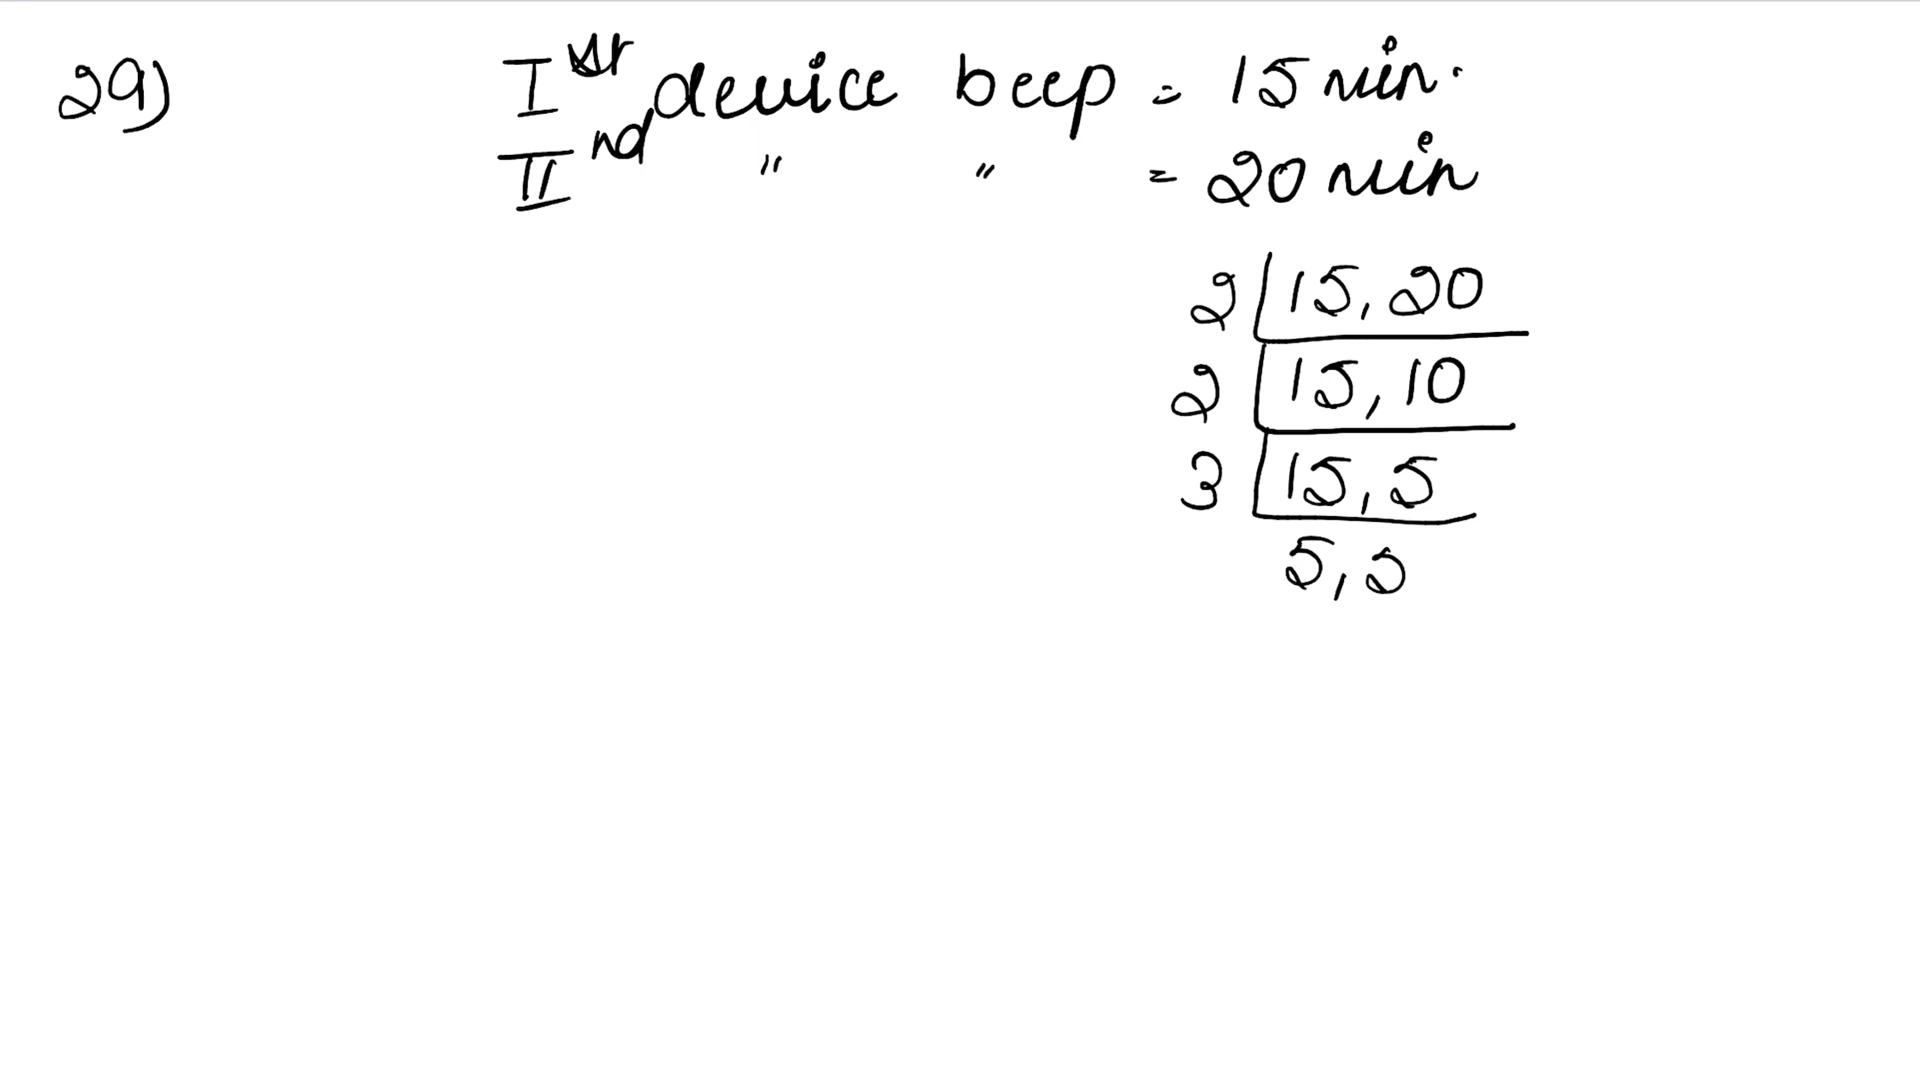 29) Ist device beep = 15 min.
IInd " " = 20 min
2 | 15, 20
2 | 15, 10
3 | 15, 5
5, 5